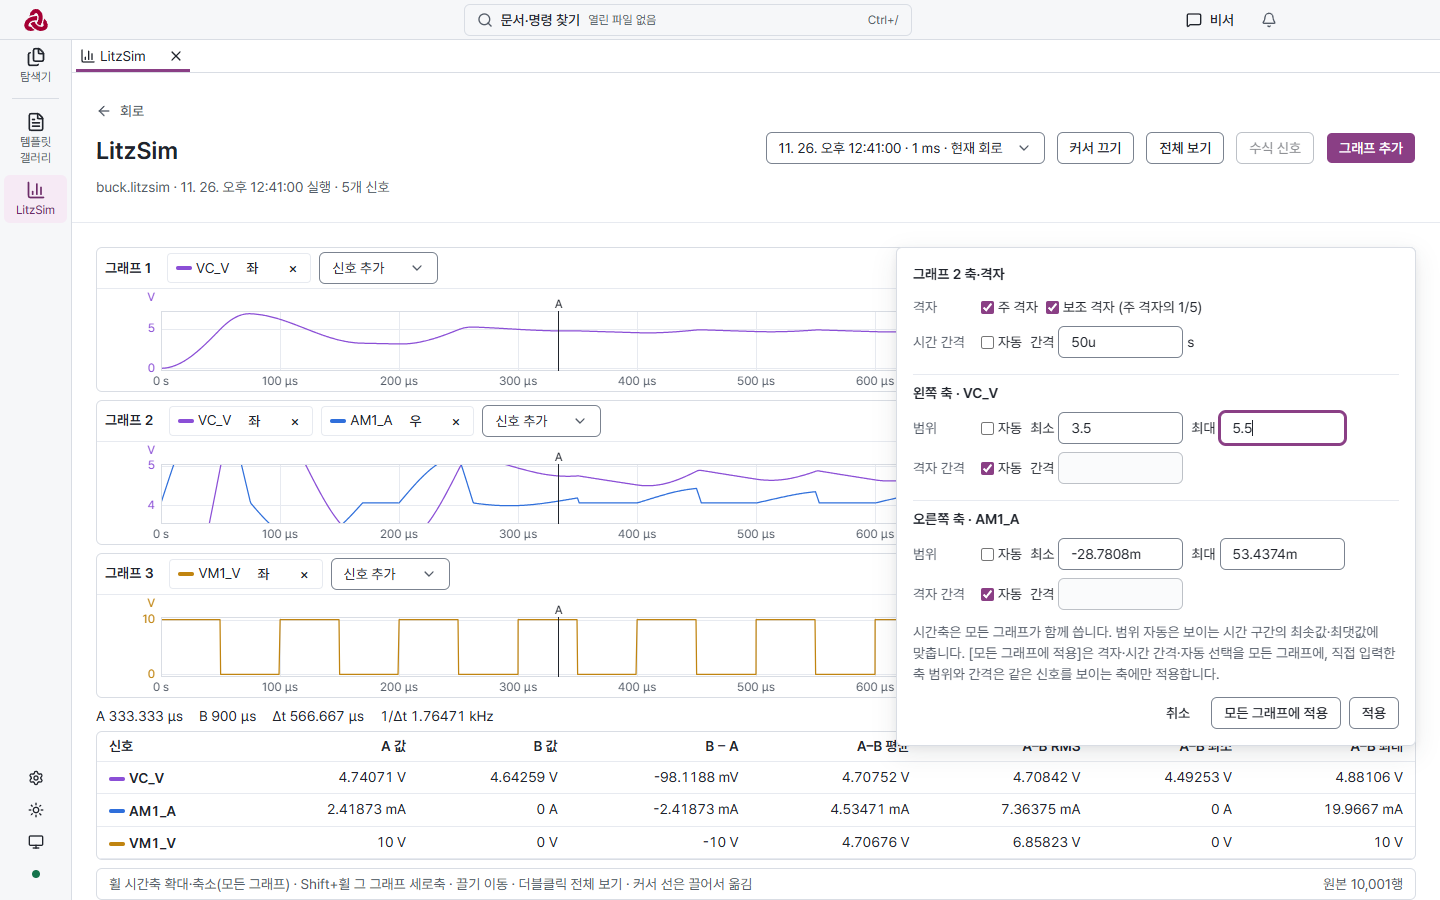 문서·명령 찾기 열린 파일 없음 Ctrl+/
비서
탐색기
템플릿 갤러리
LitzSim
LitzSim
회로
LitzSim
11. 26. 오후 12:41:00 · 1 ms · 현재 회로
커서 끄기
전체 보기
수식 신호
그래프 추가
buck.litzsim · 11. 26. 오후 12:41:00 실행 · 5개 신호
그래프 1 VC_V 좌 × 신호 추가
V
A
5
0
0 s 100 µs 200 µs 300 µs 400 µs 500 µs 600 µs
그래프 2 VC_V 좌 × AM1_A 우 × 신호 추가
V
A
5
4
0 s 100 µs 200 µs 300 µs 400 µs 500 µs 600 µs
그래프 3 VM1_V 좌 × 신호 추가
V
A
10
0
0 s 100 µs 200 µs 300 µs 400 µs 500 µs 600 µs
그래프 2 축·격자
격자 주 격자 보조 격자 (주 격자의 1/5)
시간 간격 자동 간격 50u s
왼쪽 축 · VC_V
범위 자동 최소 3.5 최대 5.5
격자 간격 자동 간격
오른쪽 축 · AM1_A
범위 자동 최소 -28.7808m 최대 53.4374m
격자 간격 자동 간격
시간축은 모든 그래프가 함께 씁니다. 범위 자동은 보이는 시간 구간의 최솟값·최댓값에
맞춥니다. [모든 그래프에 적용]은 격자·시간 간격·자동 선택을 모든 그래프에, 직접 입력한
축 범위와 간격은 같은 신호를 보이는 축에만 적용합니다.
취소 모든 그래프에 적용 적용
A 333.333 µs B 900 µs Δt 566.667 µs 1/Δt 1.76471 kHz
신호 A 값 B 값 B − A A–B 평균 A–B RMS A–B 최소 A–B 최대
VC_V 4.74071 V 4.64259 V -98.1188 mV 4.70752 V 4.70842 V 4.49253 V 4.88106 V
AM1_A 2.41873 mA 0 A -2.41873 mA 4.53471 mA 7.36375 mA 0 A 19.9667 mA
VM1_V 10 V 0 V -10 V 4.70676 V 6.85823 V 0 V 10 V
휠 시간축 확대·축소(모든 그래프) · Shift+휠 그 그래프 세로축 · 끌기 이동 · 더블클릭 전체 보기 · 커서 선은 끌어서 옮김
원본 10,001행